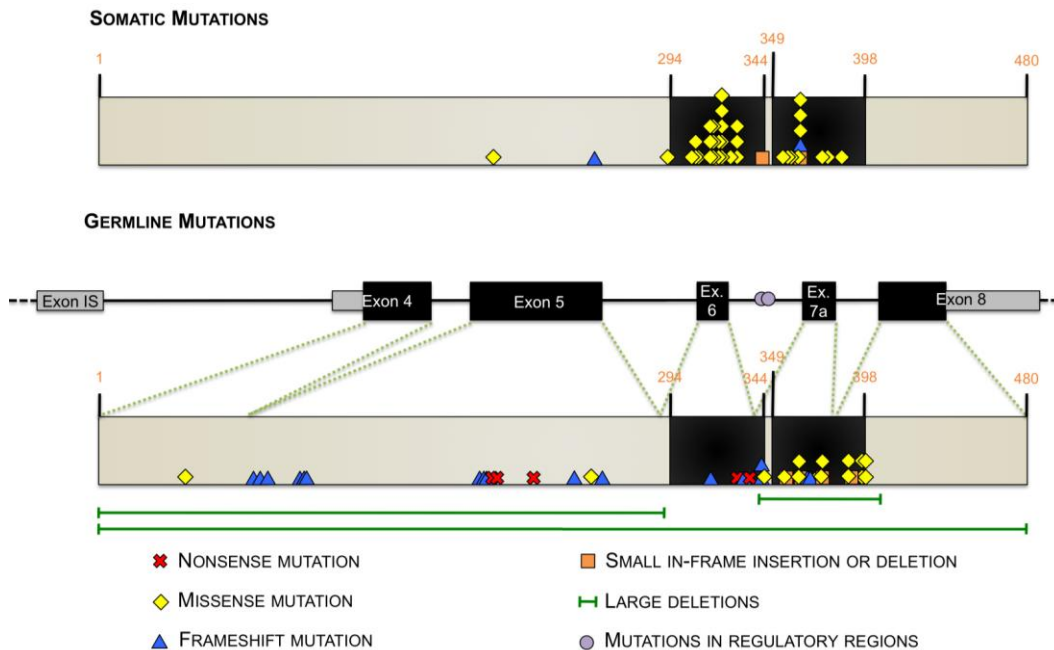 SOMATIC MUTATIONS
349
1 294 344 398 480
GERMLINE MUTATIONS
Exon IS Exon 4 Exon 5 Ex. 6 Ex. 7a Exon 8
349
1 294 344 398 480
NONSENSE MUTATION
SMALL IN-FRAME INSERTION OR DELETION
MISSENSE MUTATION
LARGE DELETIONS
FRAMESHIFT MUTATION
MUTATIONS IN REGULATORY REGIONS